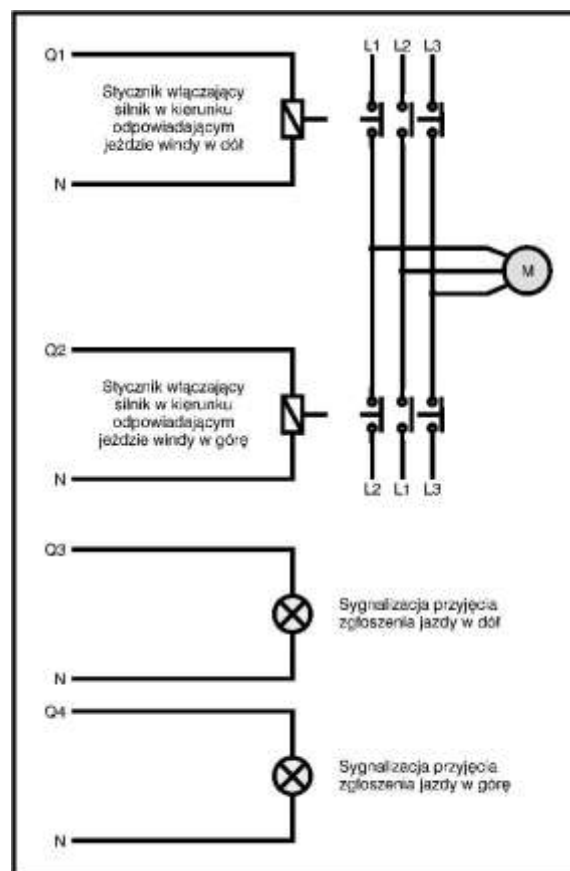 Q1
Stycznik włączający
silnik w kierunku
odpowiadającym
jeździe windy w dół
N
L1 L2 L3
M
Q2
Stycznik włączający
silnik w kierunku
odpowiadającym
jeździe windy w górę
N
L2 L1 L3
Q3
Sygnalizacja przyjęcia
zgłoszenia jazdy w dół
N
Q4
Sygnalizacja przyjęcia
zgłoszenia jazdy w górę
N